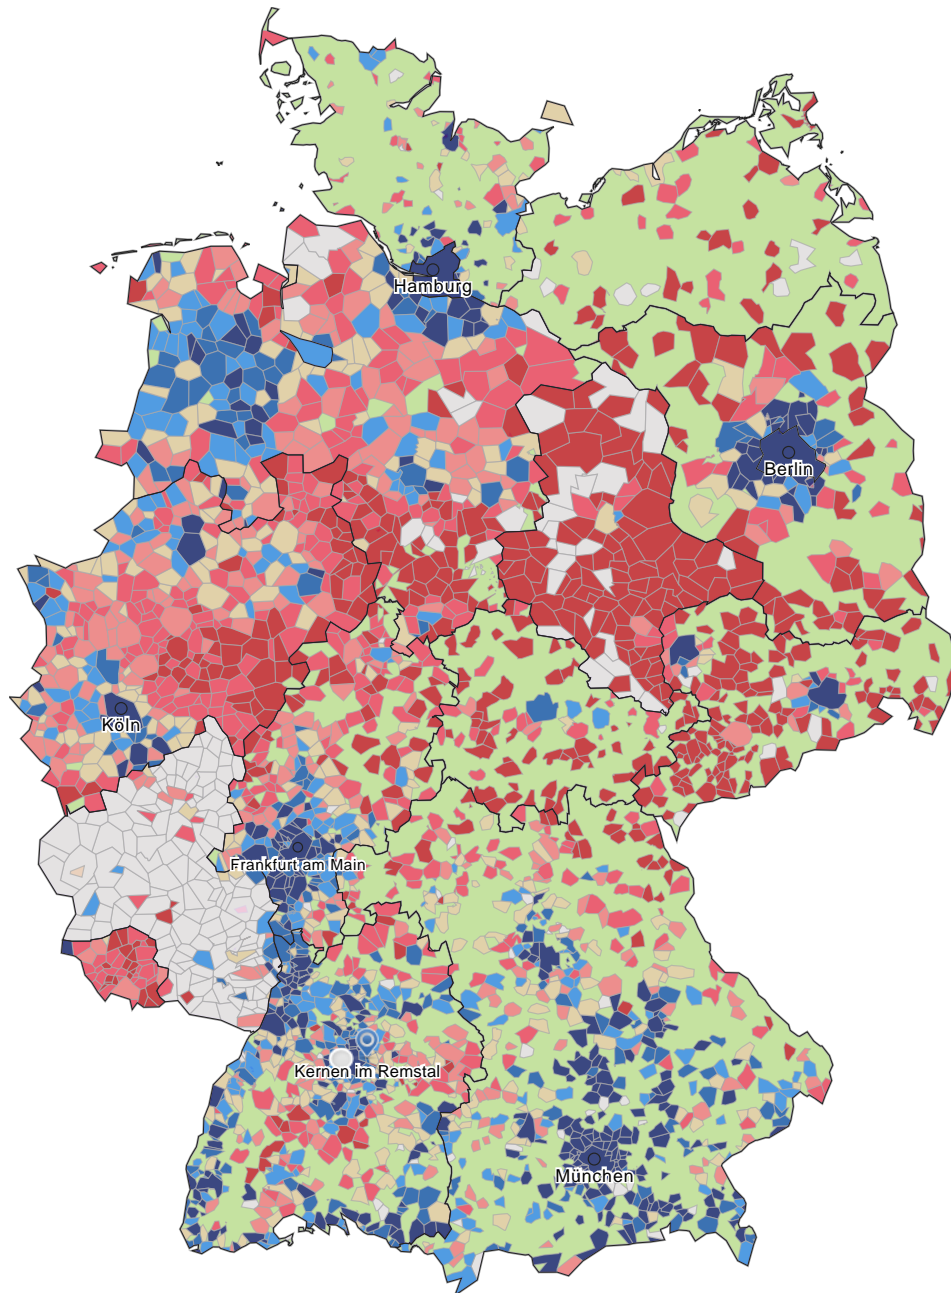 Hamburg
Berlin
Köln
Frankfurt am Main
Kernen im Remstal
München